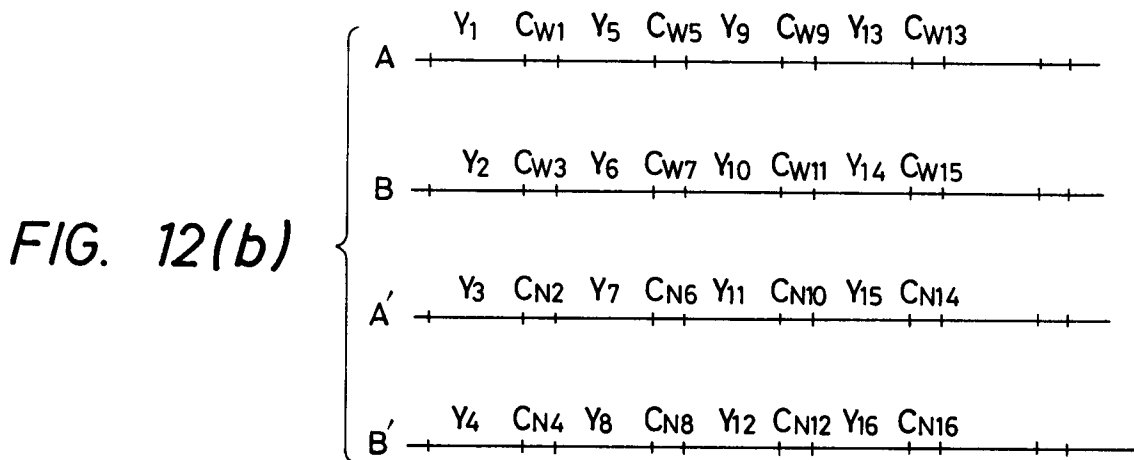 FIG. 12(b)
Y1 CW1 Y5 CW5 Y9 CW9 Y13 CW13
A
Y2 CW3 Y6 CW7 Y10 CW11 Y14 CW15
B
Y3 CN2 Y7 CN6 Y11 CN10 Y15 CN14
A′
Y4 CN4 Y8 CN8 Y12 CN12 Y16 CN16
B′